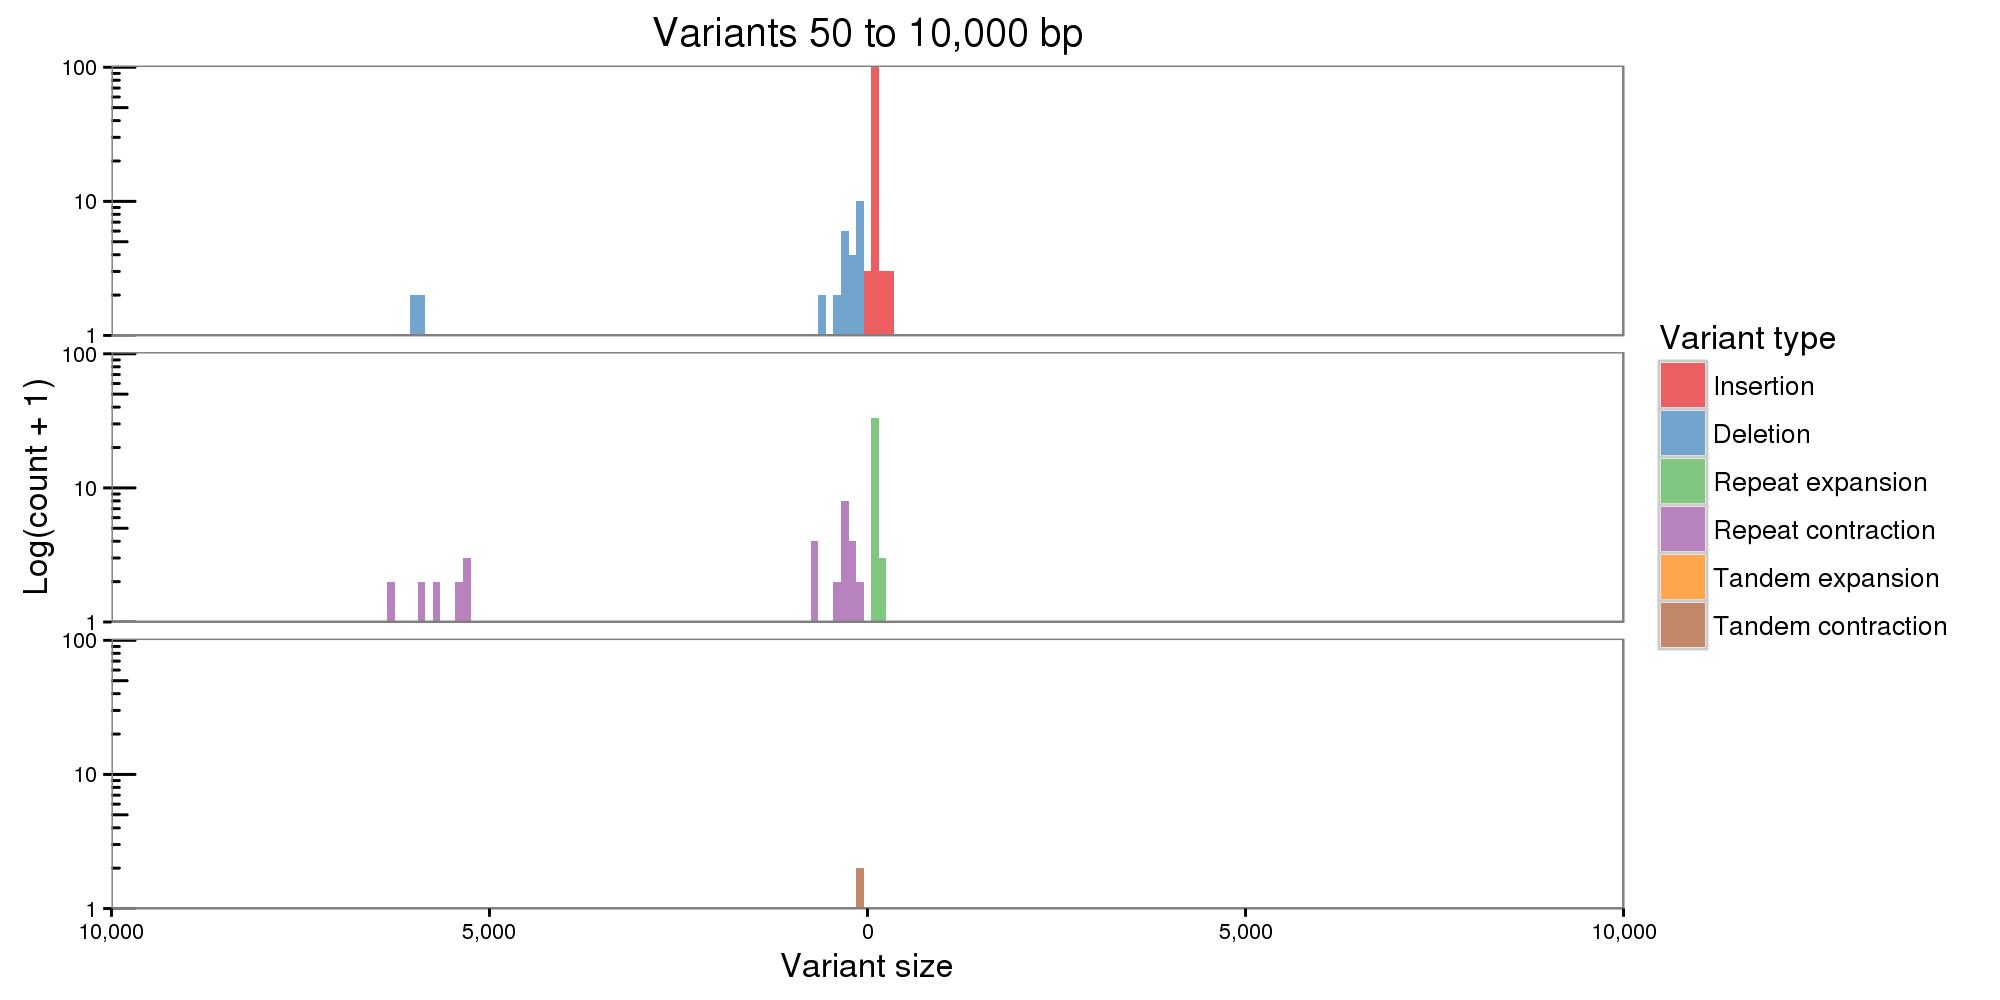 Variants 50 to 10,000 bp
100
10
1
100
10
1
100
10
1
Log(count + 1)
10,000
5,000
0
5,000
10,000
Variant size
Variant type
Insertion
Deletion
Repeat expansion
Repeat contraction
Tandem expansion
Tandem contraction